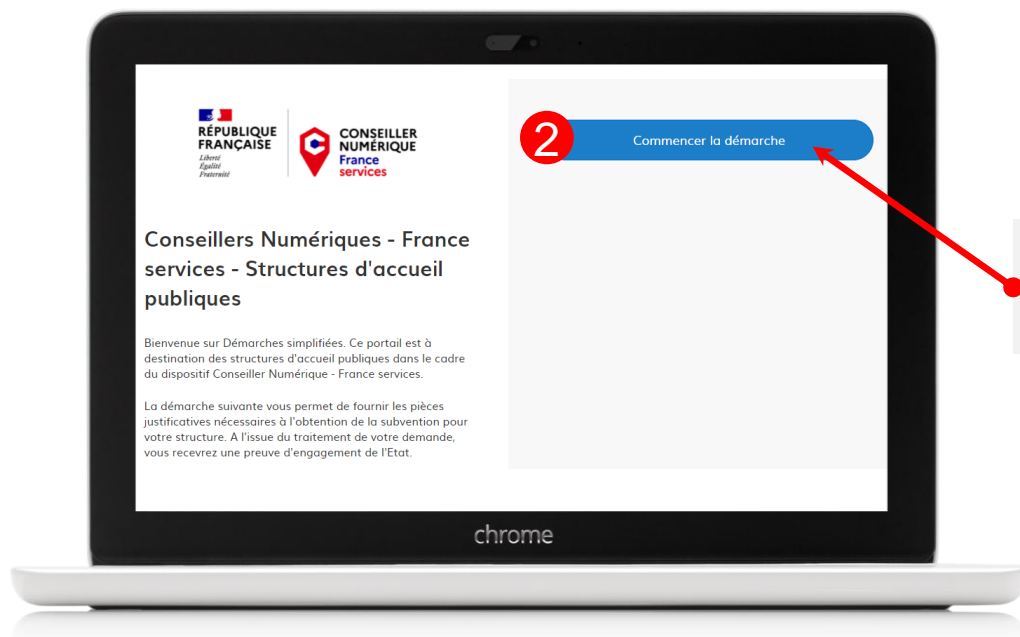 RÉPUBLIQUE
FRANÇAISE
Liberté
Égalité
Fraternité
CONSEILLER
NUMÉRIQUE
France
services
Conseillers Numériques - France
services - Structures d'accueil
publiques
Bienvenue sur Démarches simplifiées. Ce portail est à
destination des structures d'accueil publiques dans le cadre
du dispositif Conseiller Numérique - France services.
La démarche suivante vous permet de fournir les pièces
justificatives nécessaires à l'obtention de la subvention pour
votre structure. A l'issue du traitement de votre demande,
vous recevrez une preuve d'engagement de l'Etat.
2
Commencer la démarche
chrome